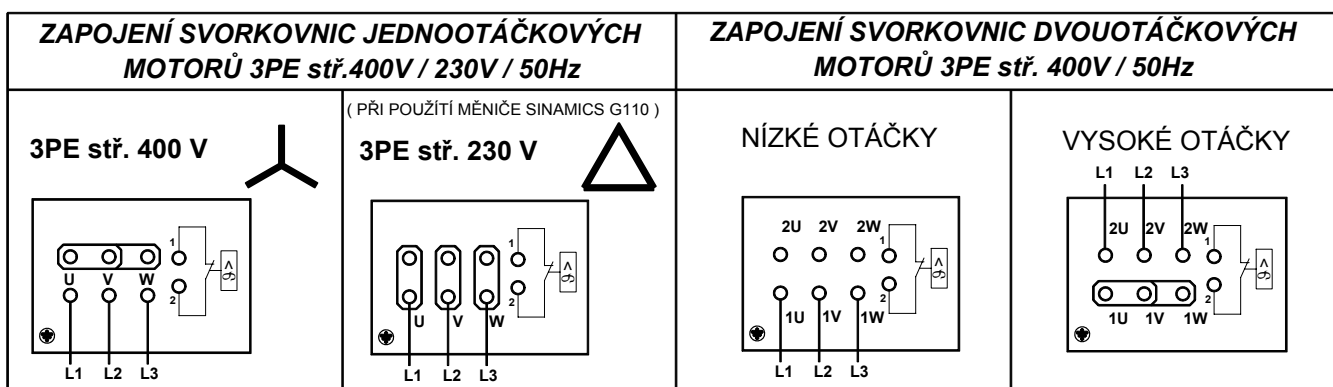 ZAPOJENÍ SVORKOVNIC JEDNOOTÁČKOVÝCH
MOTORŮ 3PE stř.400V / 230V / 50Hz
ZAPOJENÍ SVORKOVNIC DVOUOTÁČKOVÝCH
MOTORŮ 3PE stř. 400V / 50Hz
3PE stř. 400 V
1
U V W
2
ϑ>
L1 L2 L3
( PŘI POUŽÍTÍ MĚNIČE SINAMICS G110 )
3PE stř. 230 V
1
2
ϑ>
U V W
L1 L2 L3
NÍZKÉ OTÁČKY
2U 2V 2W
1
2
ϑ>
1U 1V 1W
L1 L2 L3
VYSOKÉ OTÁČKY
L1 L2 L3
2U 2V 2W
1
2
ϑ>
1U 1V 1W